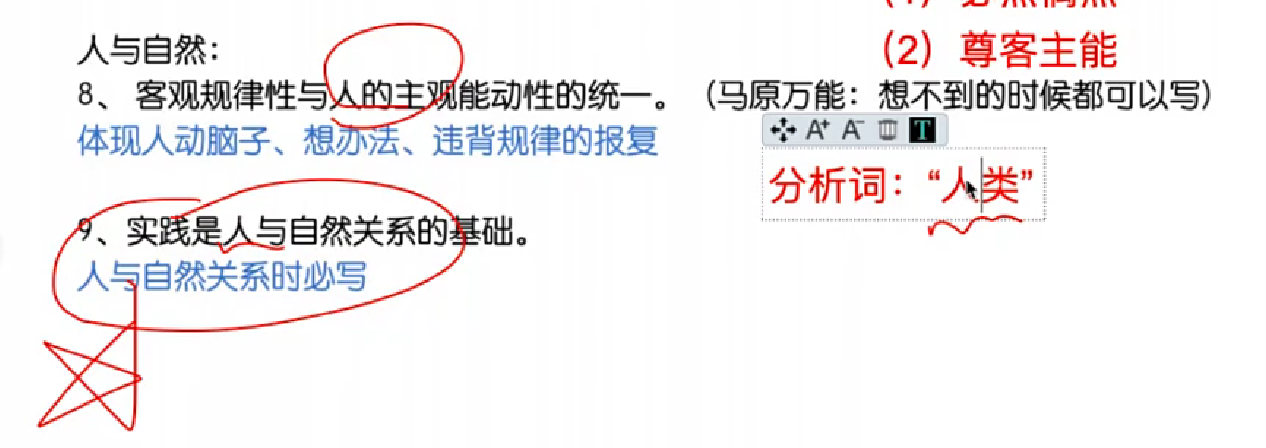 人与自然：
（2）尊客主能
8、 客观规律性与人的主观能动性的统一。（马原万能：想不到的时候都可以写）
体现人动脑子、想办法、违背规律的报复
A+ A- T
分析词：“人类”
9、实践是人与自然关系的基础。
人与自然关系时必写